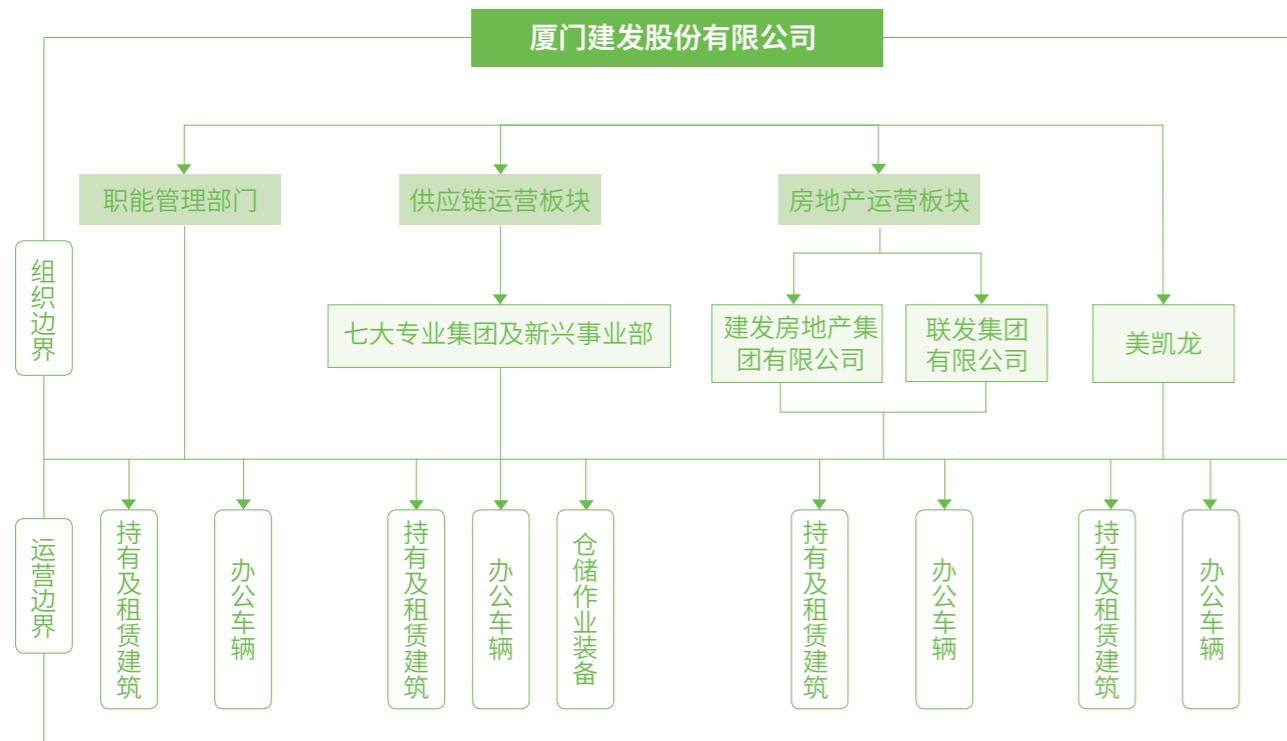 厦门建发股份有限公司
职能管理部门
供应链运营板块
房地产运营板块
组织边界
七大专业集团及新兴事业部
建发房地产集
团有限公司
联发集团
有限公司
美凯龙
运营边界
持有及租赁建筑
办公车辆
持有及租赁建筑
办公车辆
仓储作业装备
持有及租赁建筑
办公车辆
持有及租赁建筑
办公车辆